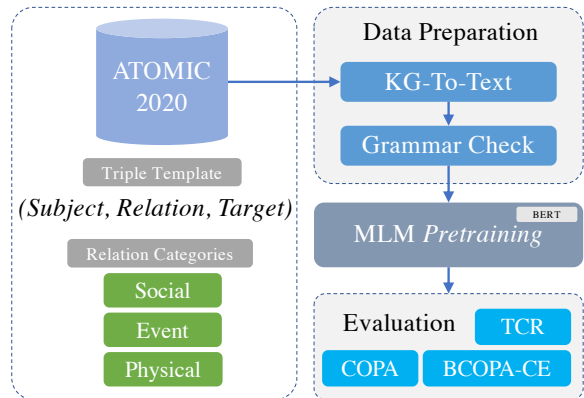 ATOMIC
2020
Triple Template
(Subject, Relation, Target)
Relation Categories
Social
Event
Physical
Data Preparation
KG-To-Text
Grammar Check
BERT
MLM Pretraining
Evaluation
TCR
COPA
BCOPA-CE